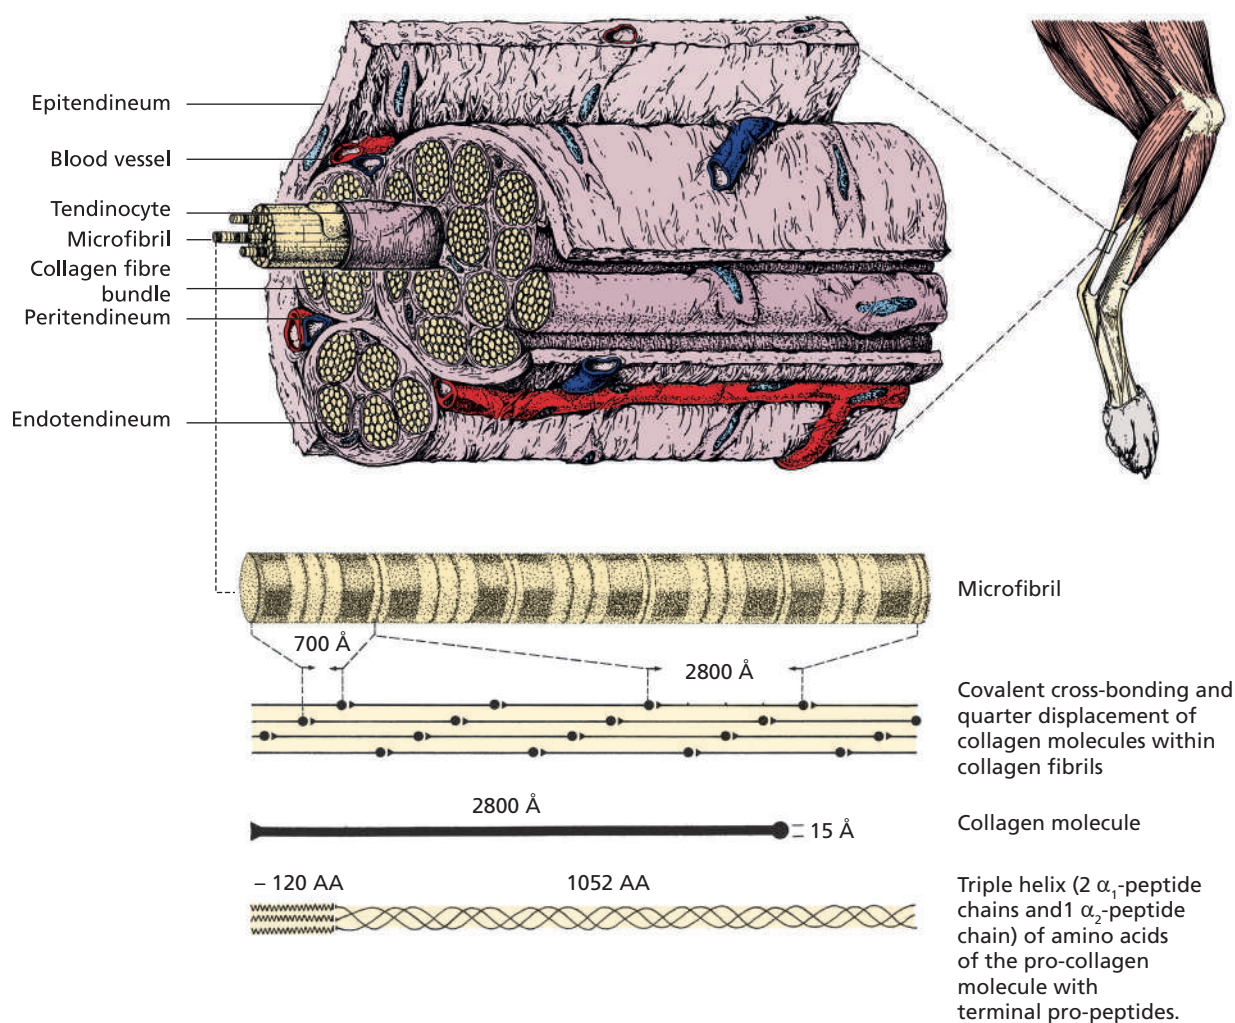 Epitendineum
Blood vessel
Tendinocyte
Microfibril
Collagen fibre
bundle
Peritendineum
Endotendineum
Microfibril
700 Å
2800 Å
Covalent cross-bonding and
quarter displacement of
collagen molecules within
collagen fibrils
2800 Å
15 Å
Collagen molecule
– 120 AA
1052 AA
Triple helix (2 α₁-peptide
chains and1 α₂-peptide
chain) of amino acids
of the pro-collagen
molecule with
terminal pro-peptides.